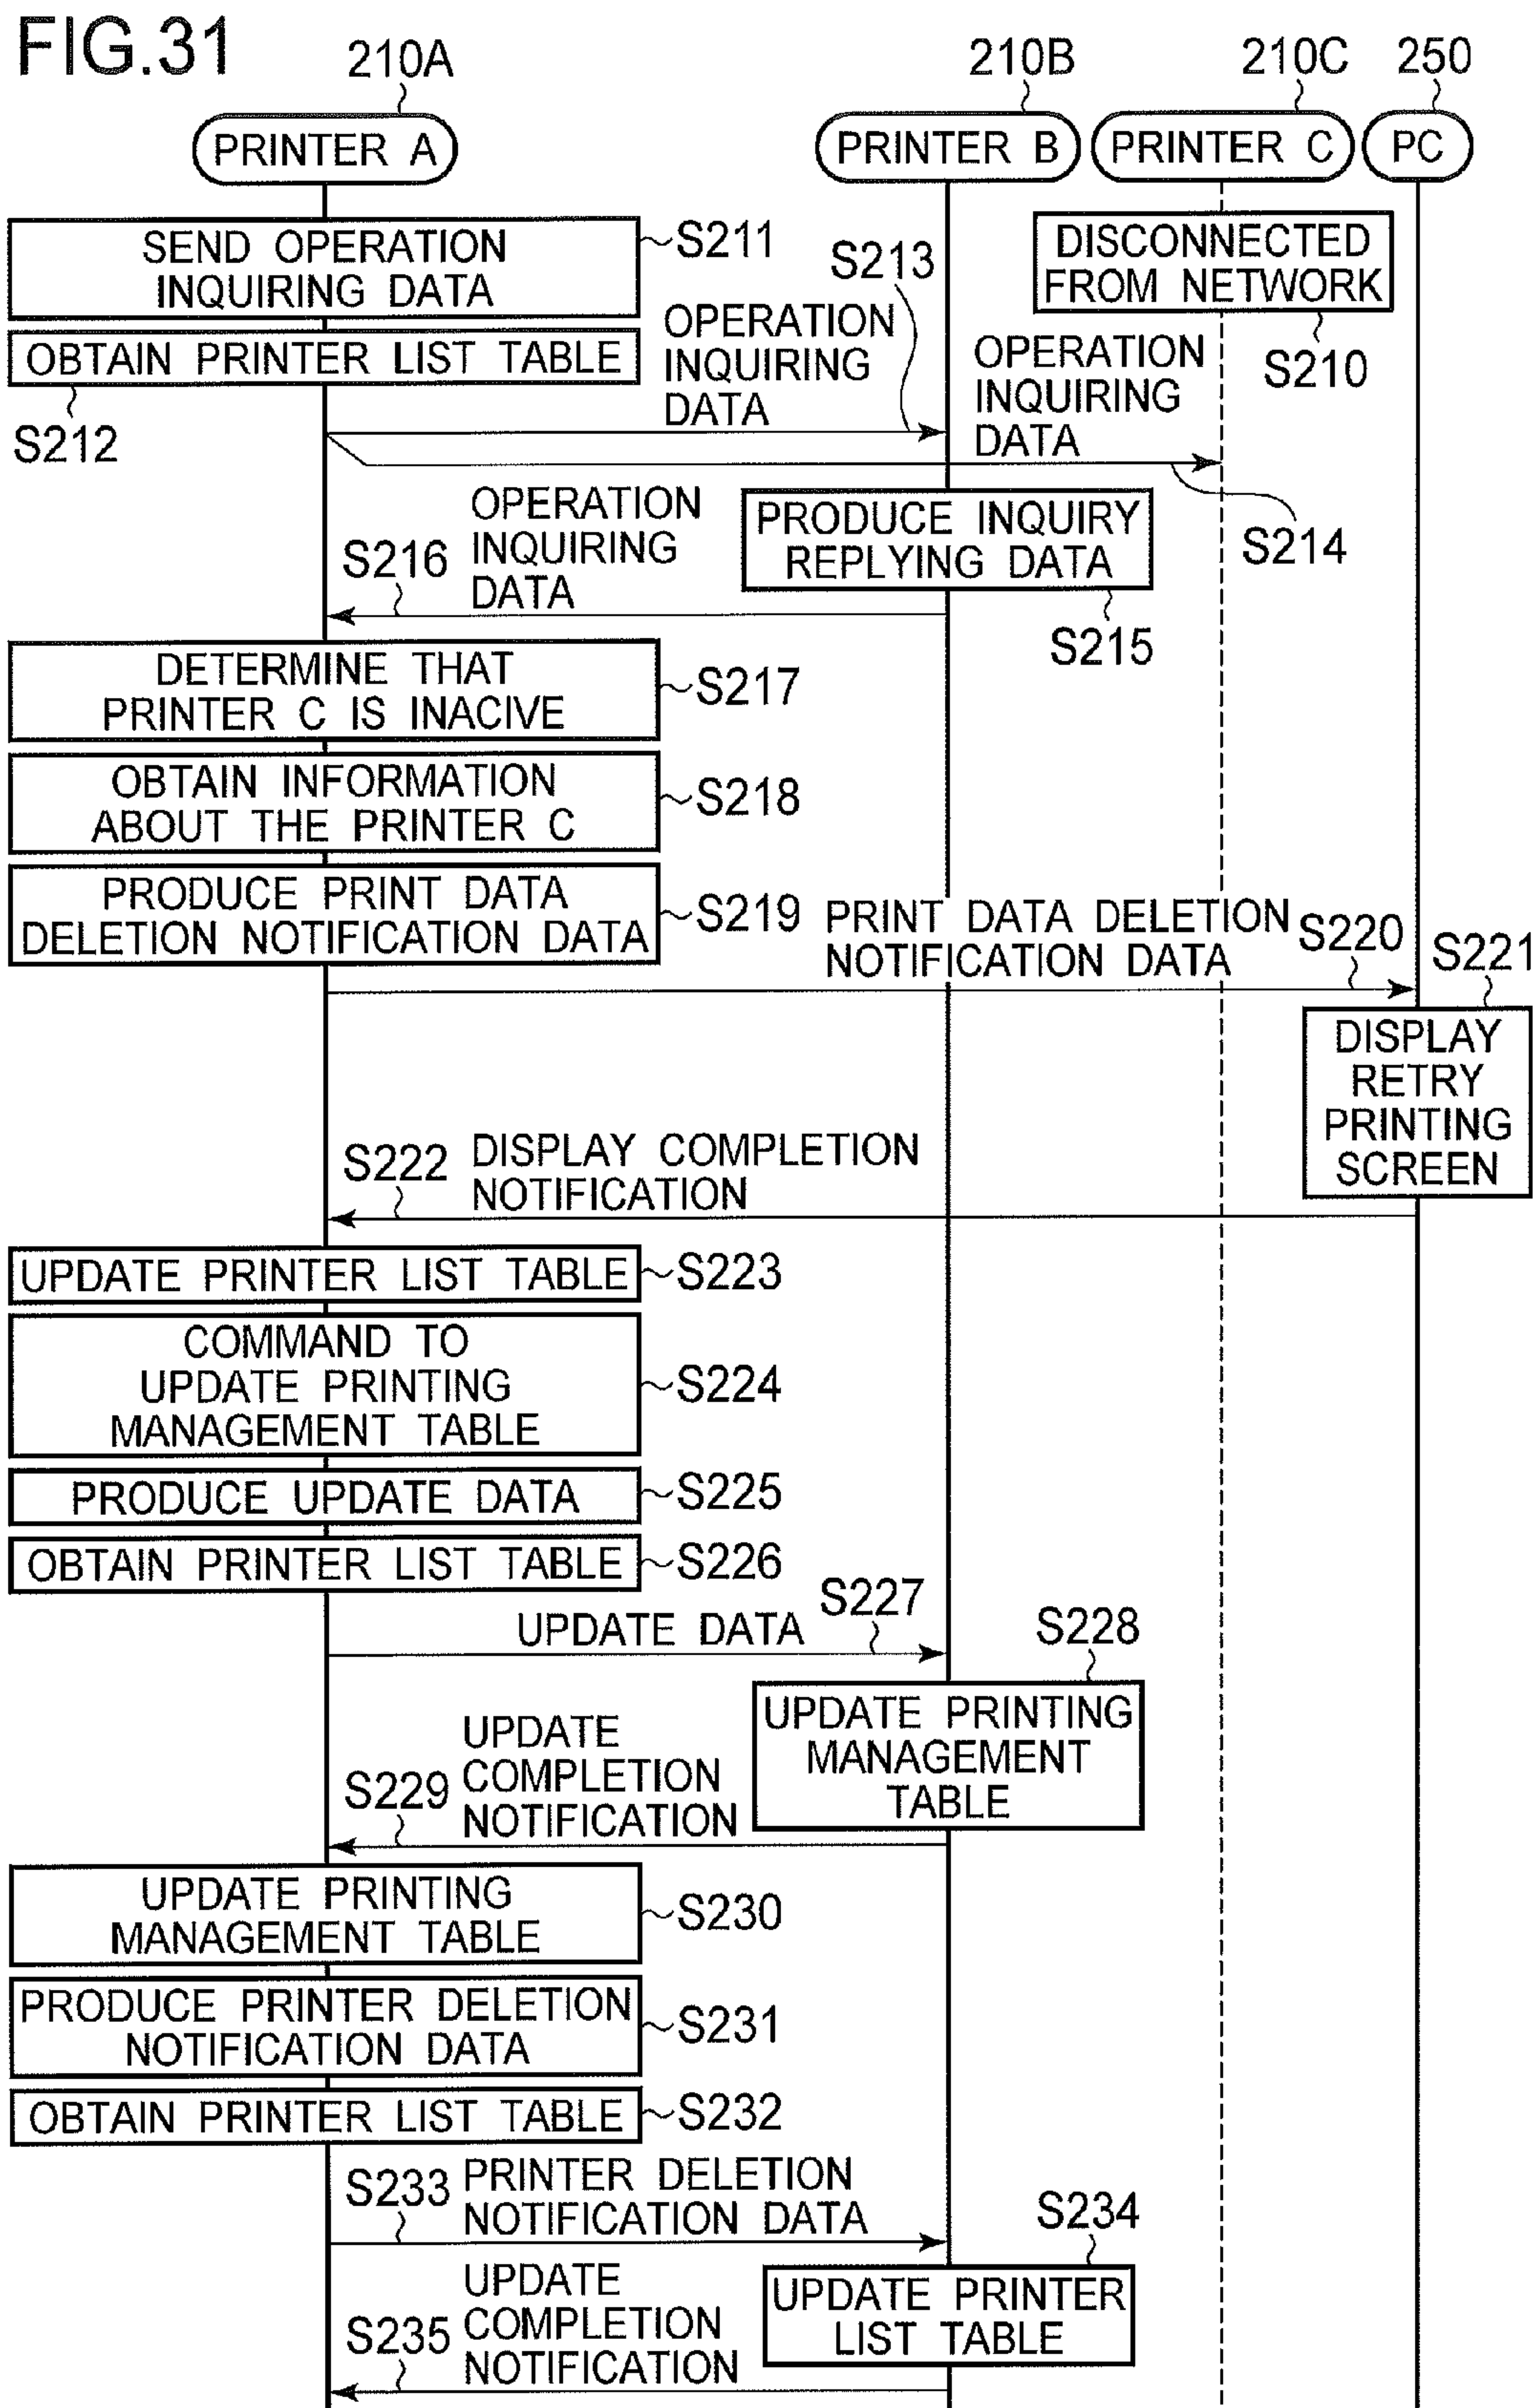 FIG.31
210A
210B
210C
250
PRINTER A
PRINTER B
PRINTER C
PC
SEND OPERATION
INQUIRING DATA
S211
DISCONNECTED
FROM NETWORK
S210
OBTAIN PRINTER LIST TABLE
S212
S213
OPERATION
INQUIRING
DATA
OPERATION
INQUIRING
DATA
S214
PRODUCE INQUIRY
REPLYING DATA
S215
S216
OPERATION
INQUIRING
DATA
DETERMINE THAT
PRINTER C IS INACIVE
S217
OBTAIN INFORMATION
ABOUT THE PRINTER C
S218
PRODUCE PRINT DATA
DELETION NOTIFICATION DATA
S219
PRINT DATA DELETION
NOTIFICATION DATA
S220
S221
DISPLAY
RETRY
PRINTING
SCREEN
S222
DISPLAY COMPLETION
NOTIFICATION
UPDATE PRINTER LIST TABLE
S223
COMMAND TO
UPDATE PRINTING
MANAGEMENT TABLE
S224
PRODUCE UPDATE DATA
S225
OBTAIN PRINTER LIST TABLE
S226
UPDATE DATA
S227
S228
UPDATE PRINTING
MANAGEMENT
TABLE
S229
UPDATE
COMPLETION
NOTIFICATION
UPDATE PRINTING
MANAGEMENT TABLE
S230
PRODUCE PRINTER DELETION
NOTIFICATION DATA
S231
OBTAIN PRINTER LIST TABLE
S232
S233
PRINTER DELETION
NOTIFICATION DATA
S234
UPDATE PRINTER
LIST TABLE
S235
UPDATE
COMPLETION
NOTIFICATION